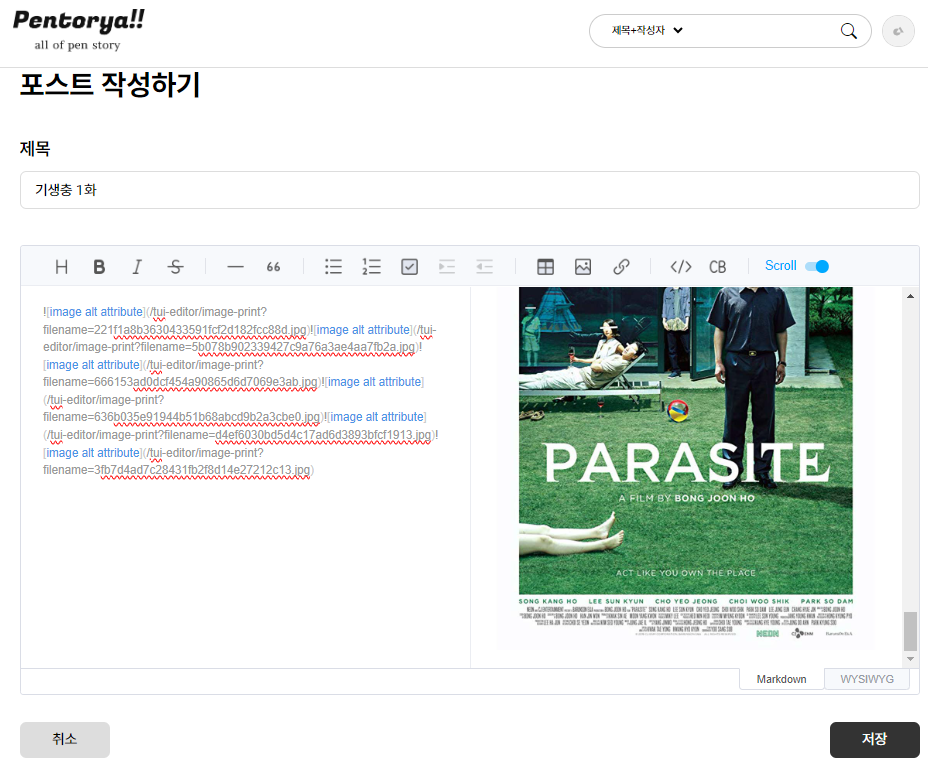 Pentorya!!
all of pen story
제목+작성자
포스트 작성하기
제목
기생충 1화
H B I S 66 CB Scroll
![image alt attribute](/tui-editor/image-print?
filename=221f1a8b3630433591fcf2d182fcc88d.jpg)![image alt attribute](/tui-
editor/image-print?filename=5b078b902339427c9a76a3ae4aa7fb2a.jpg)!
[image alt attribute](/tui-editor/image-print?
filename=666153ad0dcf454a90865d6d7069e3ab.jpg)![image alt attribute]
(/tui-editor/image-print?
filename=636b035e91944b51b68abcd9b2a3cbe0.jpg)![image alt attribute]
(/tui-editor/image-print?filename=d4ef6030bd5d4c17ad6d3893bfcf1913.jpg)!
[image alt attribute](/tui-editor/image-print?
filename=3fb7d4ad7c28431fb2f8d14e27212c13.jpg)
PARASITE
A FILM BY BONG JOON HO
ACT LIKE YOU OWN THE PLACE
SONG KANG HO LEE SUN KYUN CHO YEO JEONG CHOI WOO SHIK PARK SO DAM
NEON
Markdown
WYSIWYG
취소
저장